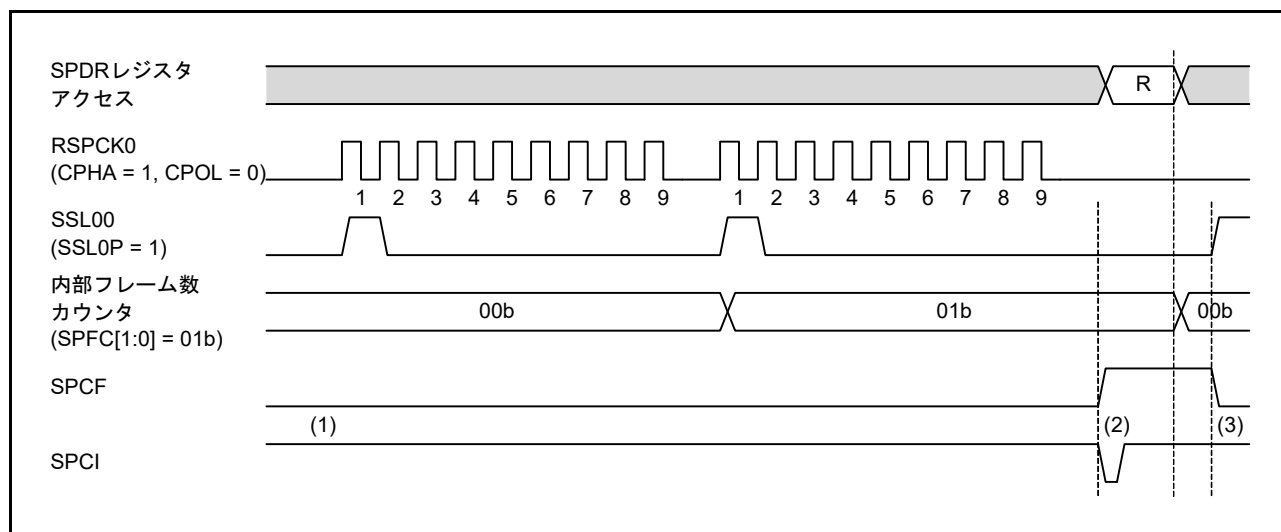 SPDRレジスタ
アクセス
R
RSPCK0
(CPHA = 1, CPOL = 0)
1 2 3 4 5 6 7 8 9 1 2 3 4 5 6 7 8 9
SSL00
(SSL0P = 1)
内部フレーム数
カウンタ
(SPFC[1:0] = 01b)
00b 01b 00b
SPCF
(1) (2) (3)
SPCI